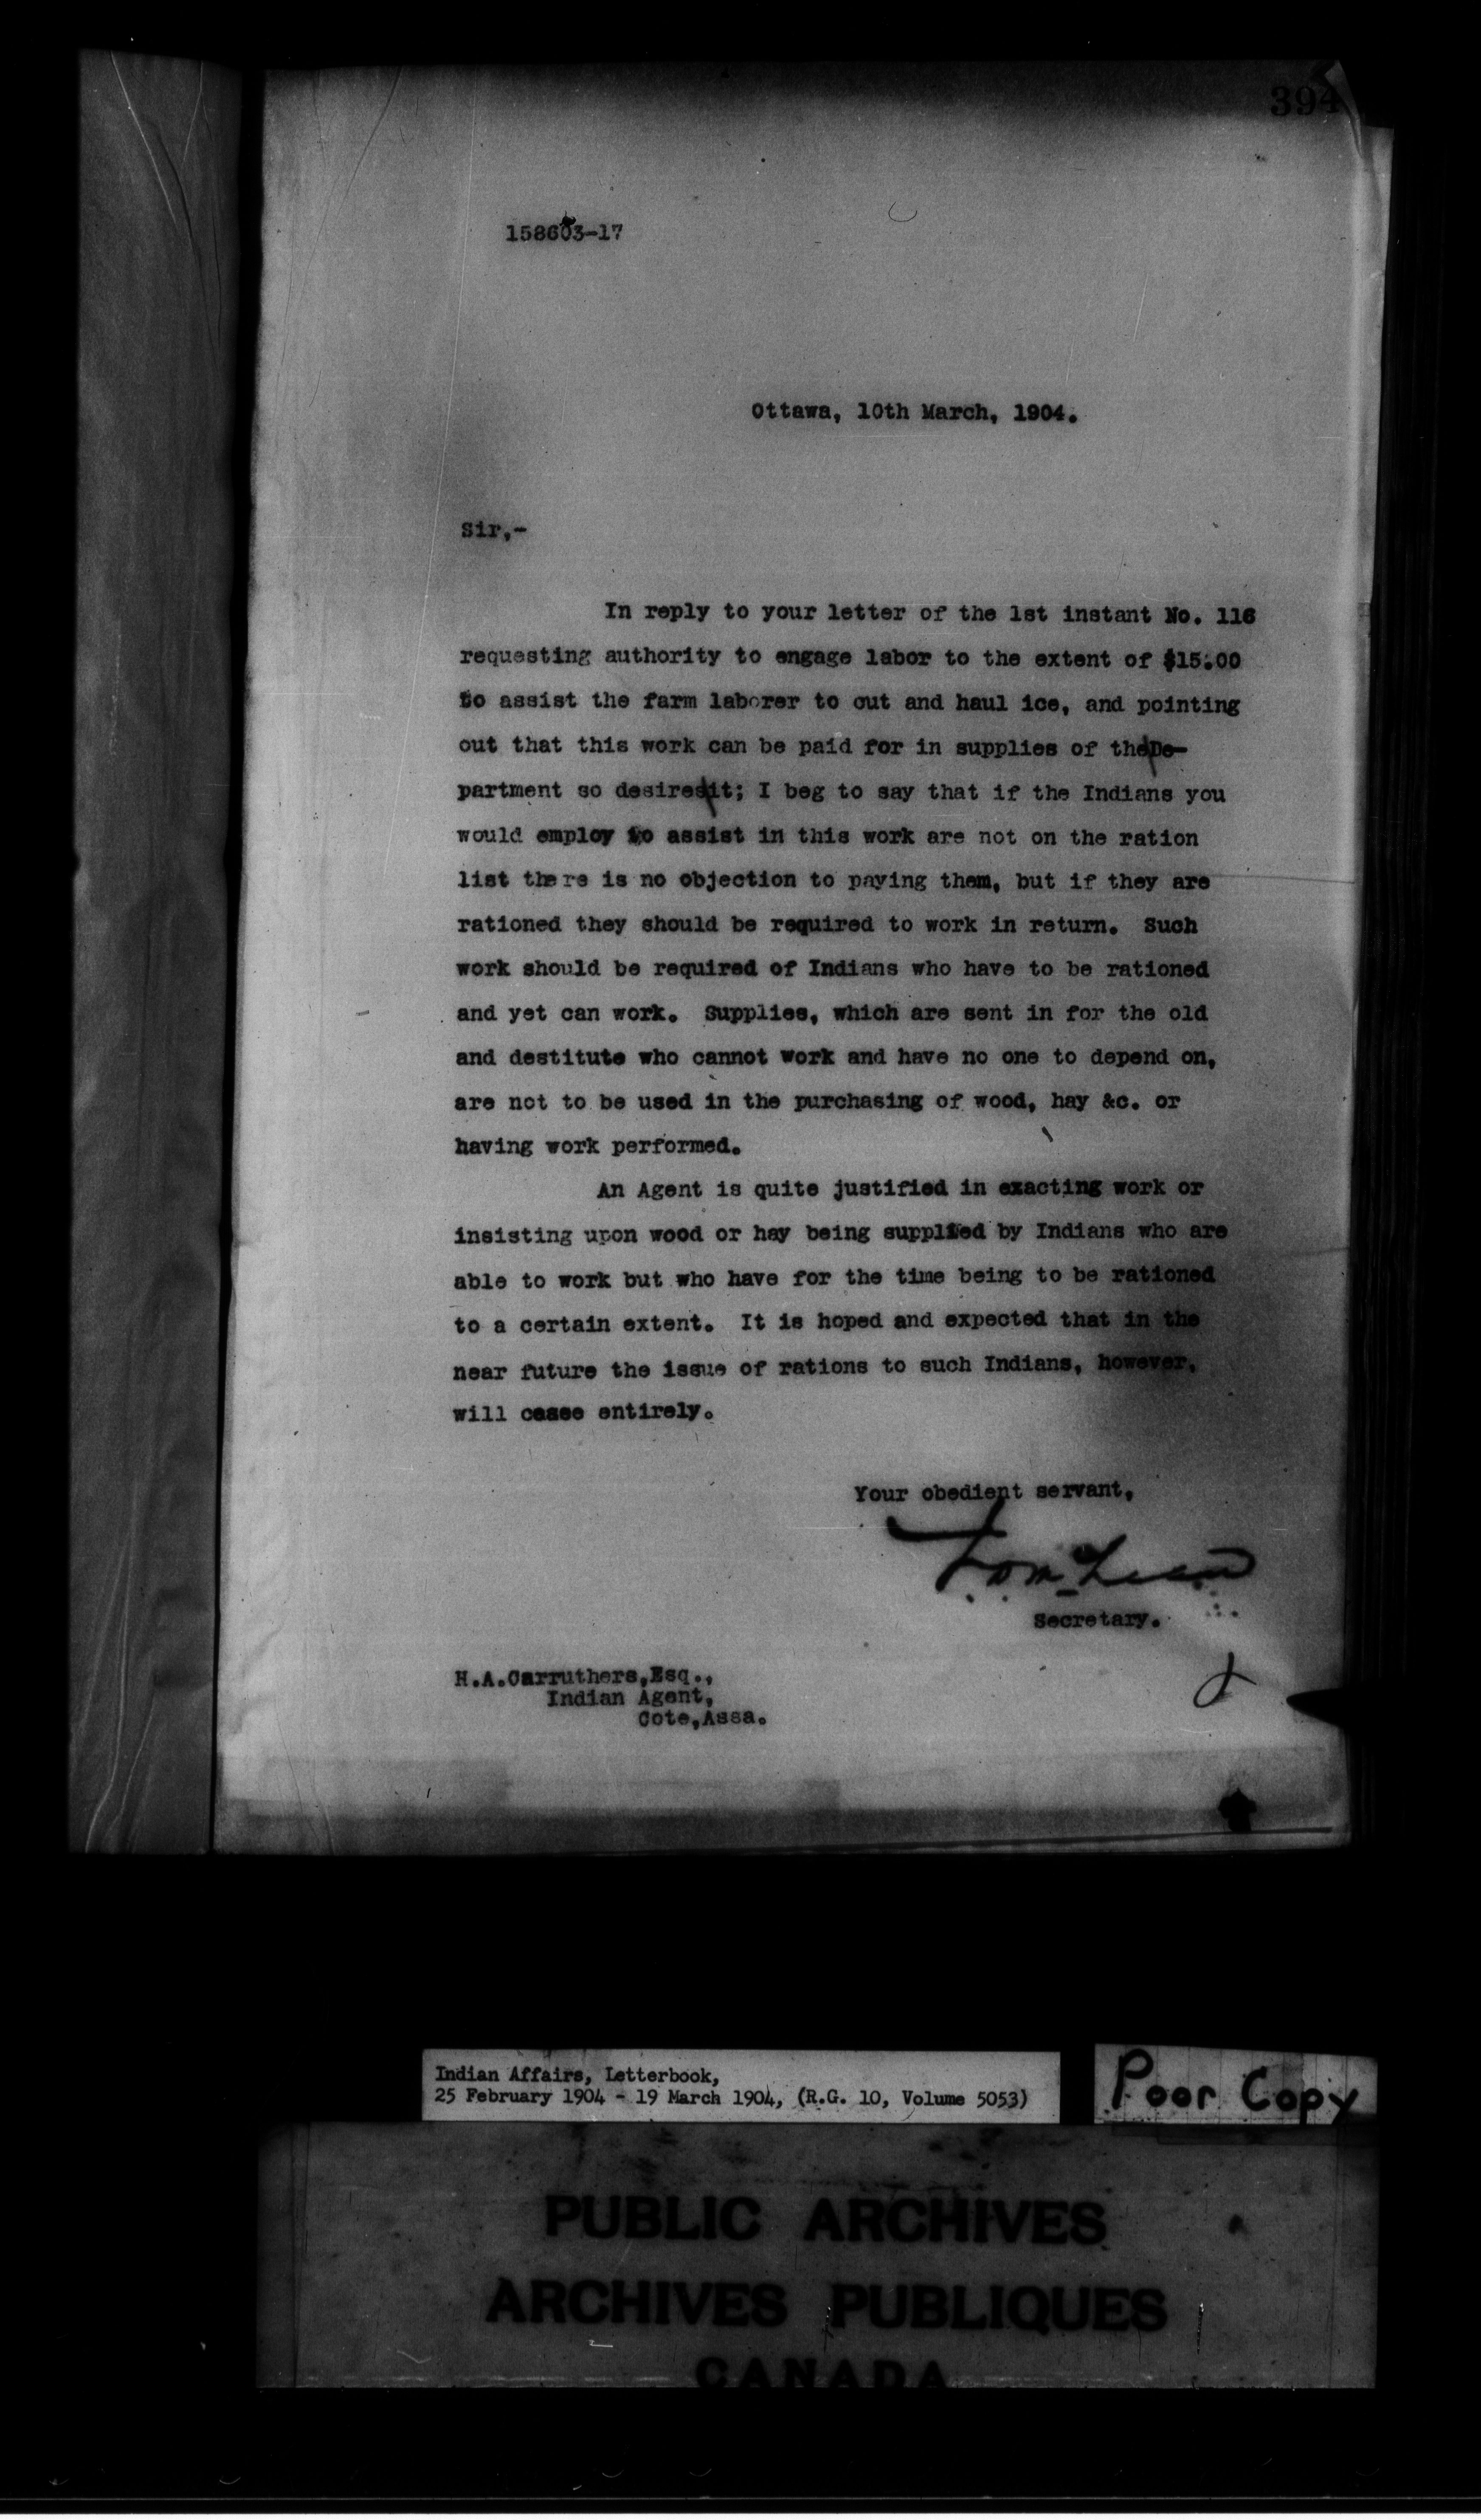 394
158603-17
Ottawa, 10th March, 1904.
Sir,-
In reply to your letter of the 1st instant No. 116
requesting authority to engage labor to the extent of $15.00
to assist the farm laborer to cut and haul ice, and pointing
out that this work can be paid for in supplies of the De-
partment so desires it; I beg to say that if the Indians you
would employ to assist in this work are not on the ration
list there is no objection to paying them, but if they are
rationed they should be required to work in return. Such
work should be required of Indians who have to be rationed
and yet can work. Supplies, which are sent in for the old
and destitute who cannot work and have no one to depend on,
are not to be used in the purchasing of wood, hay &c. or
having work performed.
An Agent is quite justified in exacting work or
insisting upon wood or hay being supplied by Indians who are
able to work but who have for the time being to be rationed
to a certain extent. It is hoped and expected that in the
near future the issue of rations to such Indians, however,
will cease entirely.
Your obedient servant,
Secretary.
H.A.Carruthers,Esq.,
Indian Agent,
Cote,Assa.
Indian Affairs, Letterbook,
25 February 1904 - 19 March 1904, (R.G. 10, Volume 5053)
Poor Copy
PUBLIC ARCHIVES
ARCHIVES PUBLIQUES
CANADA